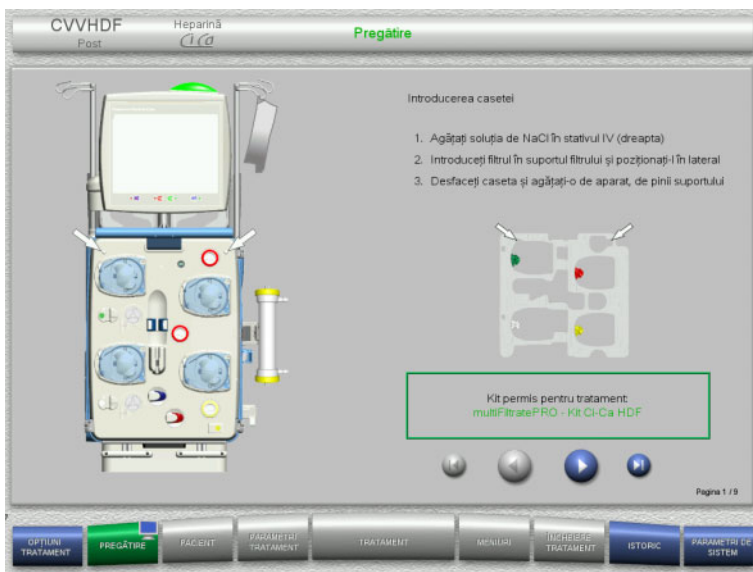 CVVHDF
Post
Heparină
Ci Ca
Pregătire
Introducerea casetei
1. Agățați soluția de NaCl în stativul IV (dreapta)
2. Introduceți filtrul în suportul filtrului și poziționați-l în lateral
3. Desfaceți caseta și agățați-o de aparat, de pinii suportului
Kit permis pentru tratament:
multiFiltratePRO - Kit Ci-Ca HDF
Pagina 1 / 9
OPȚIUNI
TRATAMENT
PREGĂTIRE
PACIENT
PARAMETRI
TRATAMENT
TRATAMENT
MENIURI
ÎNCHEIERE
TRATAMENT
ISTORIC
PARAMETRI DE
SISTEM